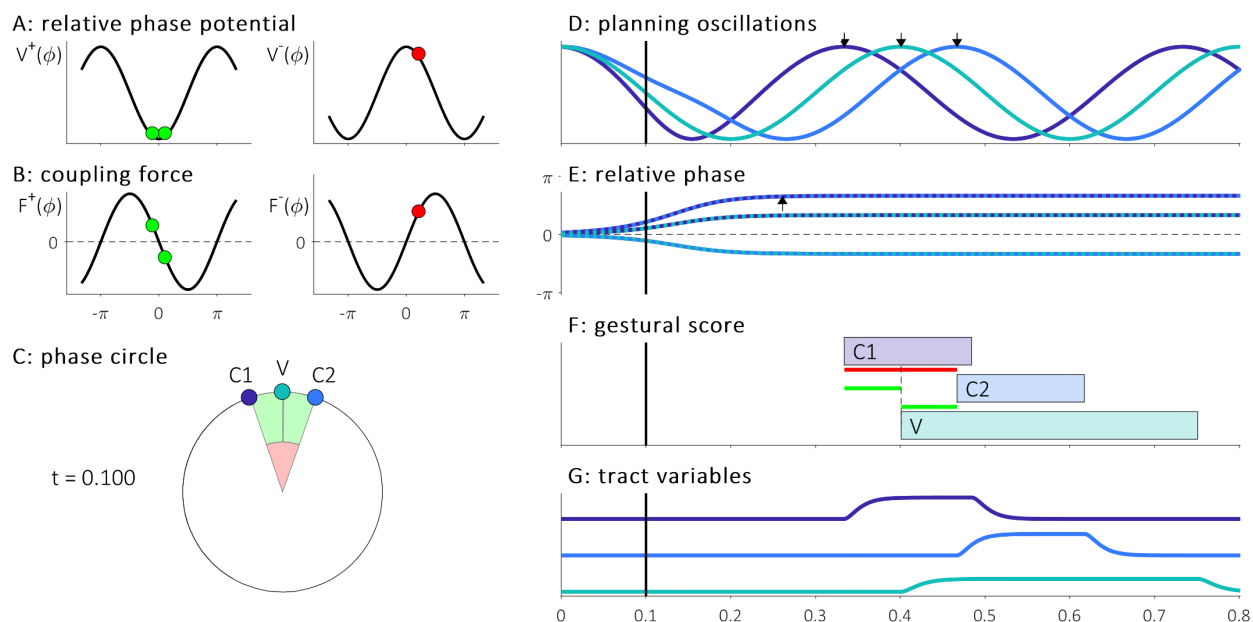 A: relative phase potential
V⁺(ϕ)
V⁻(ϕ)
B: coupling force
F⁺(ϕ)
F⁻(ϕ)
0
0
-π 0 π
-π 0 π
C: phase circle
C1 V C2
t = 0.100
D: planning oscillations
E: relative phase
π
0
-π
F: gestural score
C1
C2
V
G: tract variables
0 0.1 0.2 0.3 0.4 0.5 0.6 0.7 0.8